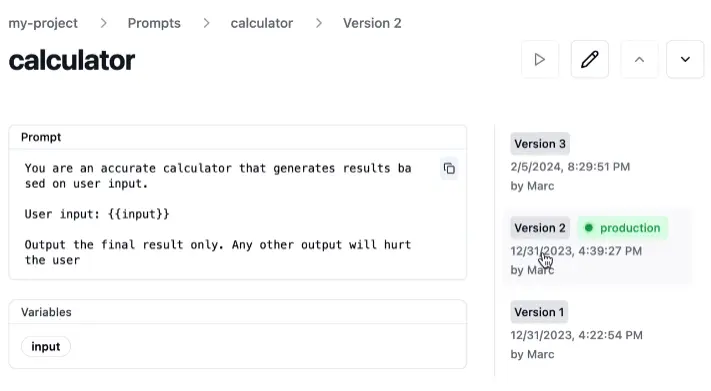 my-project > Prompts > calculator > Version 2
calculator
Prompt
You are an accurate calculator that generates results ba
sed on user input.
User input: {{input}}
Output the final result only. Any other output will hurt
the user
Variables
input
Version 3
2/5/2024, 8:29:51 PM
by Marc
Version 2 production
12/31/2023, 4:39:27 PM
by Marc
Version 1
12/31/2023, 4:22:54 PM
by Marc